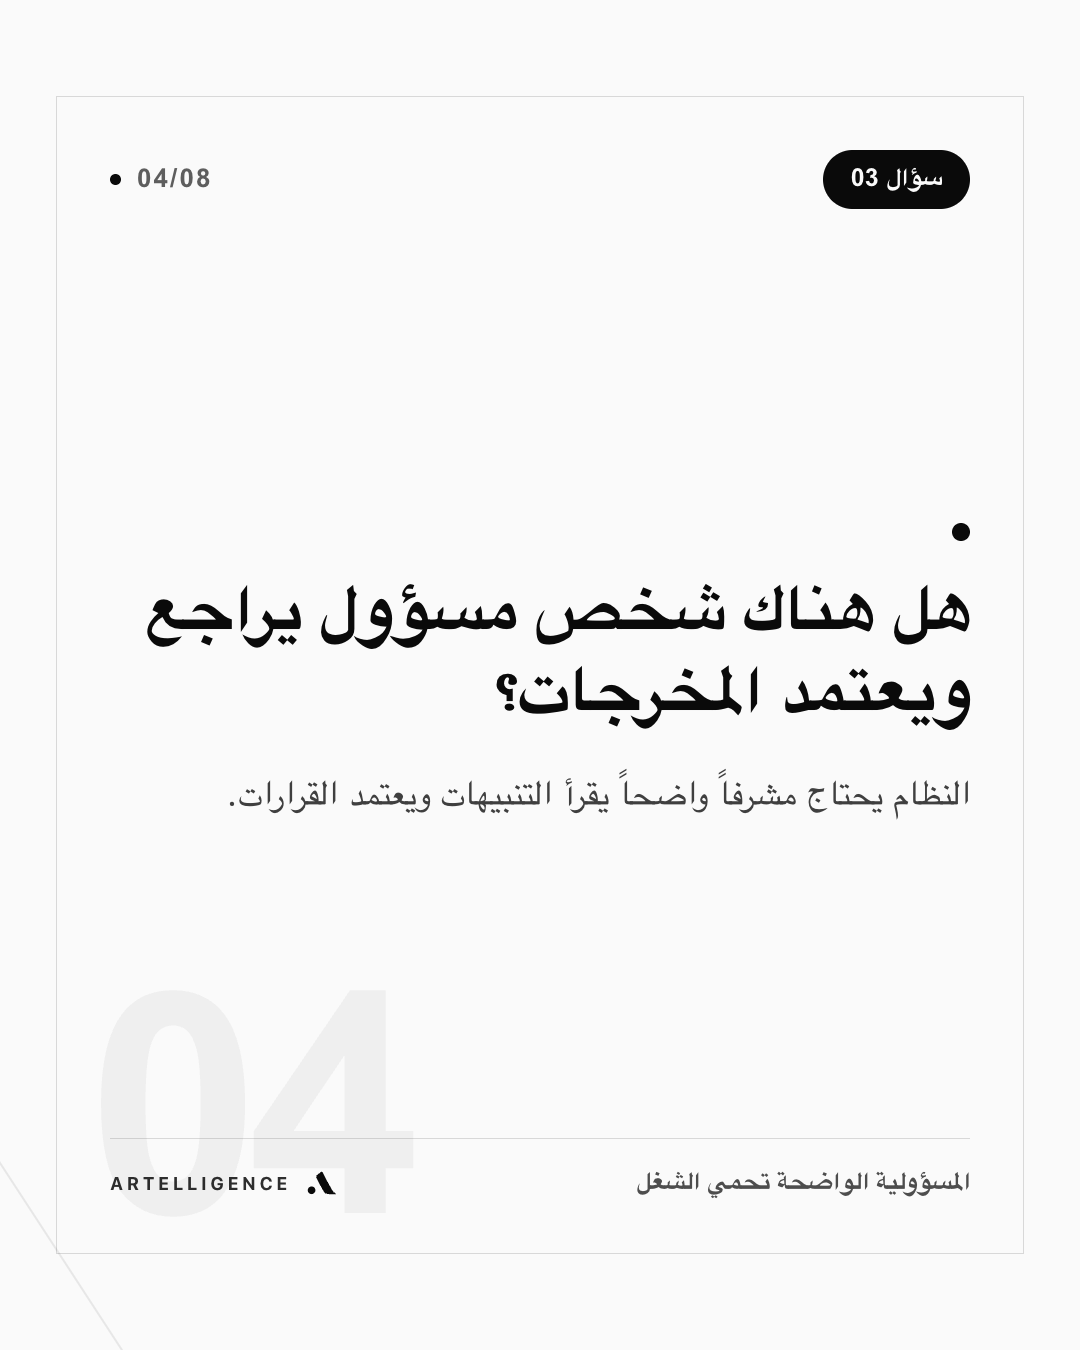 سؤال 03
04/08
هل هناك شخص مسؤول يراجع
ويعتمد المخرجات؟
النظام يحتاج مشرفاً واضحاً يقرأ التنبيهات ويعتمد القرارات.
04
المسؤولية الواضحة تحمي الشغل
ARTELLIGENCE